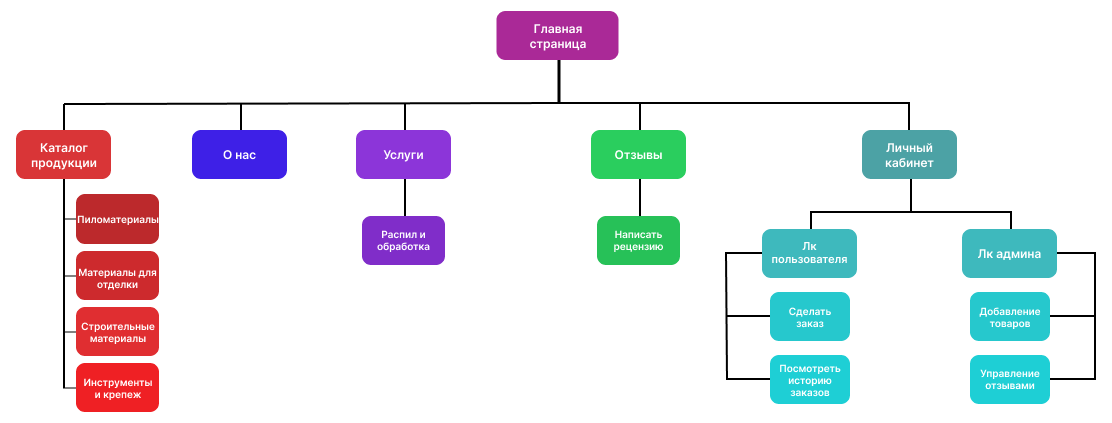 Главная
страница
Каталог
продукции
О нас
Услуги
Отзывы
Личный
кабинет
Пиломатериалы
Материалы для
отделки
Строительные
материалы
Инструменты
и крепеж
Распил и
обработка
Написать
рецензию
Лк
пользователя
Сделать
заказ
Посмотреть
историю
заказов
Лк админа
Добавление
товаров
Управление
отзывами